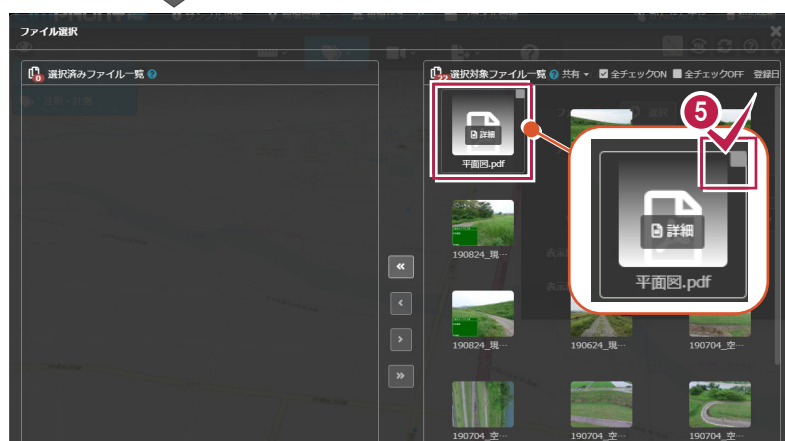 ファイル選択
0 選択済みファイル一覧
注釈・計測
22 選択対象ファイル一覧 共有 全チェックON 全チェックOFF 登録日
詳細
平面図.pdf
5
詳細
平面図.pdf
190824_現…
190824_現…
190624_現…
190704_空…
190704_空…
190704_空…
190704_空…